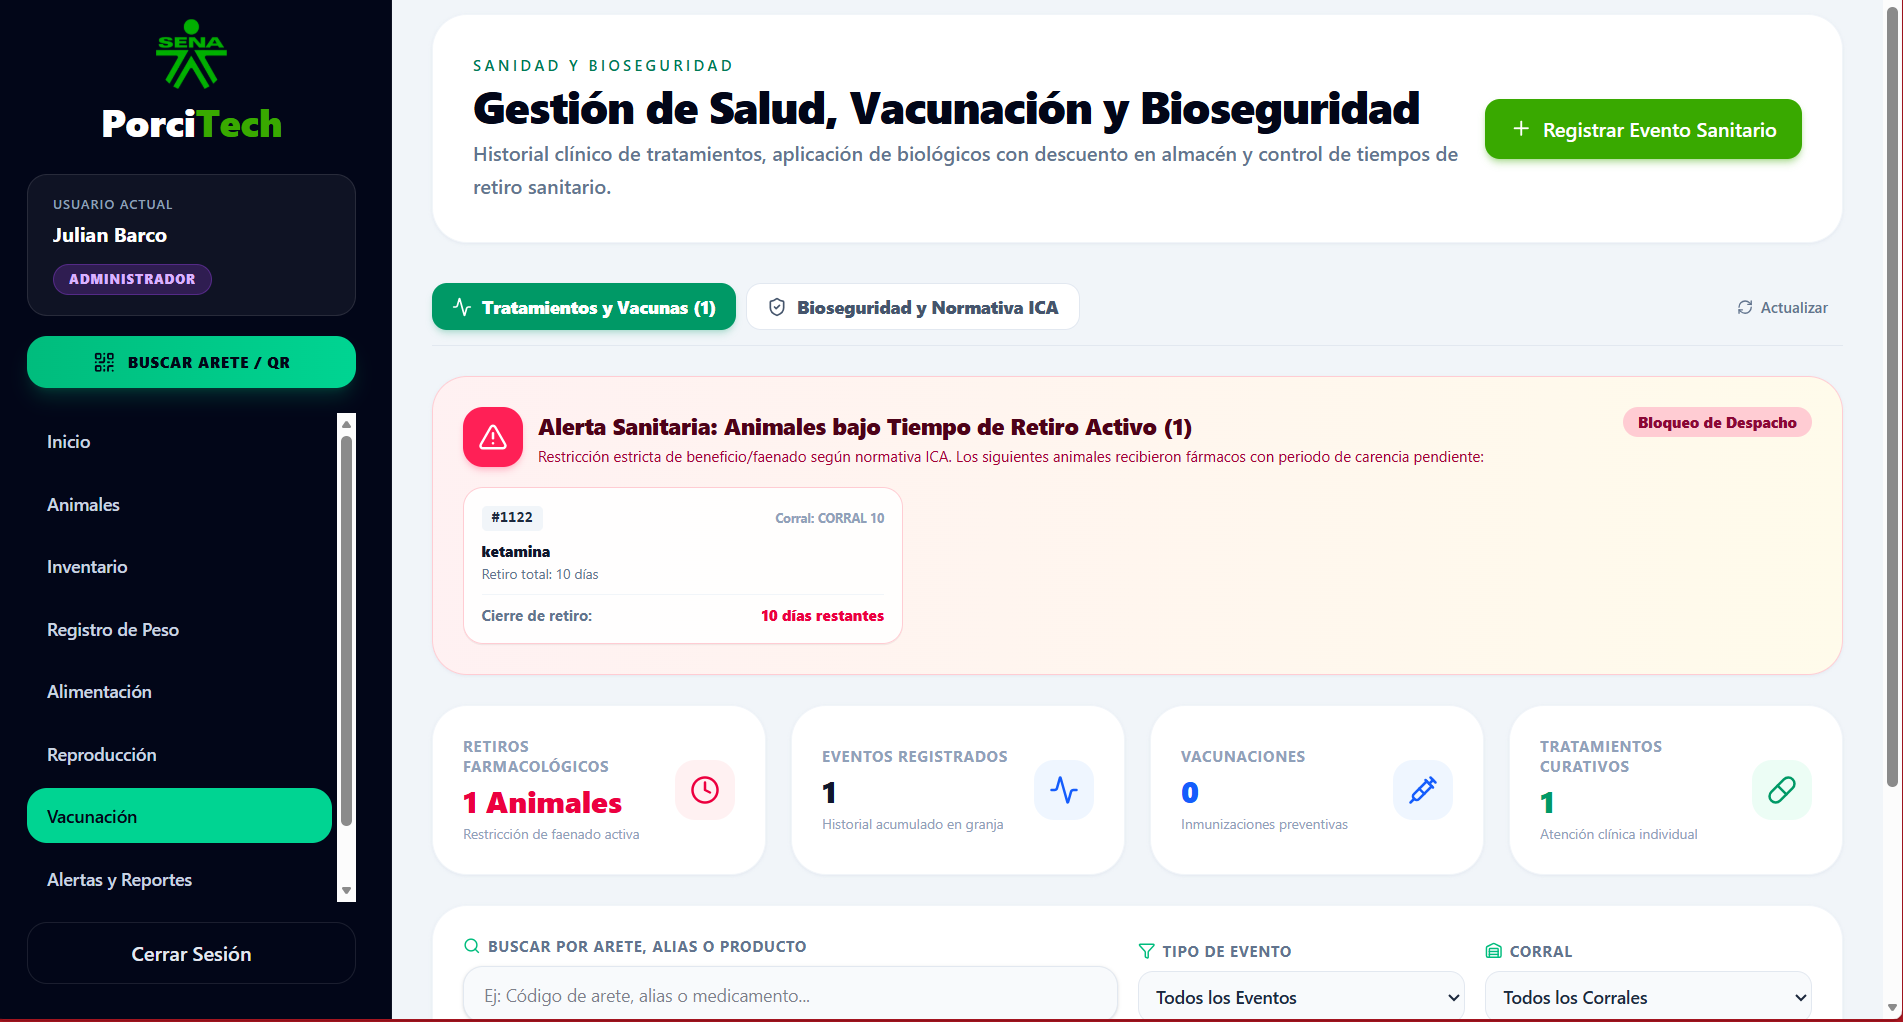 SENA
PorciTech
USUARIO ACTUAL
Julian Barco
ADMINISTRADOR
BUSCAR ARETE / QR
Inicio
Animales
Inventario
Registro de Peso
Alimentación
Reproducción
Vacunación
Alertas y Reportes
Cerrar Sesión
SANIDAD Y BIOSEGURIDAD
Gestión de Salud, Vacunación y Bioseguridad
Historial clínico de tratamientos, aplicación de biológicos con descuento en almacén y control de tiempos de
retiro sanitario.
+ Registrar Evento Sanitario
Tratamientos y Vacunas (1)
Bioseguridad y Normativa ICA
Actualizar
Alerta Sanitaria: Animales bajo Tiempo de Retiro Activo (1)
Bloqueo de Despacho
Restricción estricta de beneficio/faenado según normativa ICA. Los siguientes animales recibieron fármacos con periodo de carencia pendiente:
#1122
Corral: CORRAL 10
ketamina
Retiro total: 10 días
Cierre de retiro:
10 días restantes
RETIROS
FARMACOLÓGICOS
1 Animales
Restricción de faenado activa
EVENTOS REGISTRADOS
1
Historial acumulado en granja
VACUNACIONES
0
Inmunizaciones preventivas
TRATAMIENTOS
CURATIVOS
1
Atención clínica individual
BUSCAR POR ARETE, ALIAS O PRODUCTO
Ej: Código de arete, alias o medicamento...
TIPO DE EVENTO
Todos los Eventos
CORRAL
Todos los Corrales